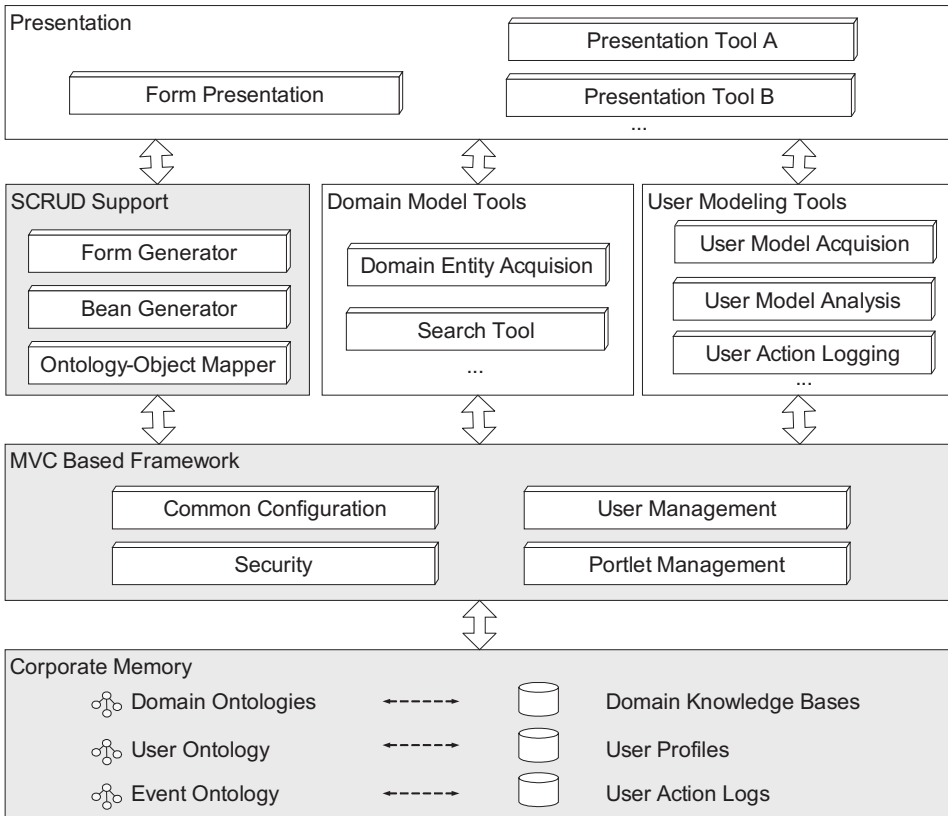 Presentation
Form Presentation
Presentation Tool A
Presentation Tool B
...
SCRUD Support
Form Generator
Bean Generator
Ontology-Object Mapper
Domain Model Tools
Domain Entity Acquision
Search Tool
...
User Modeling Tools
User Model Acquision
User Model Analysis
User Action Logging
...
MVC Based Framework
Common Configuration
User Management
Security
Portlet Management
Corporate Memory
Domain Ontologies
Domain Knowledge Bases
User Ontology
User Profiles
Event Ontology
User Action Logs